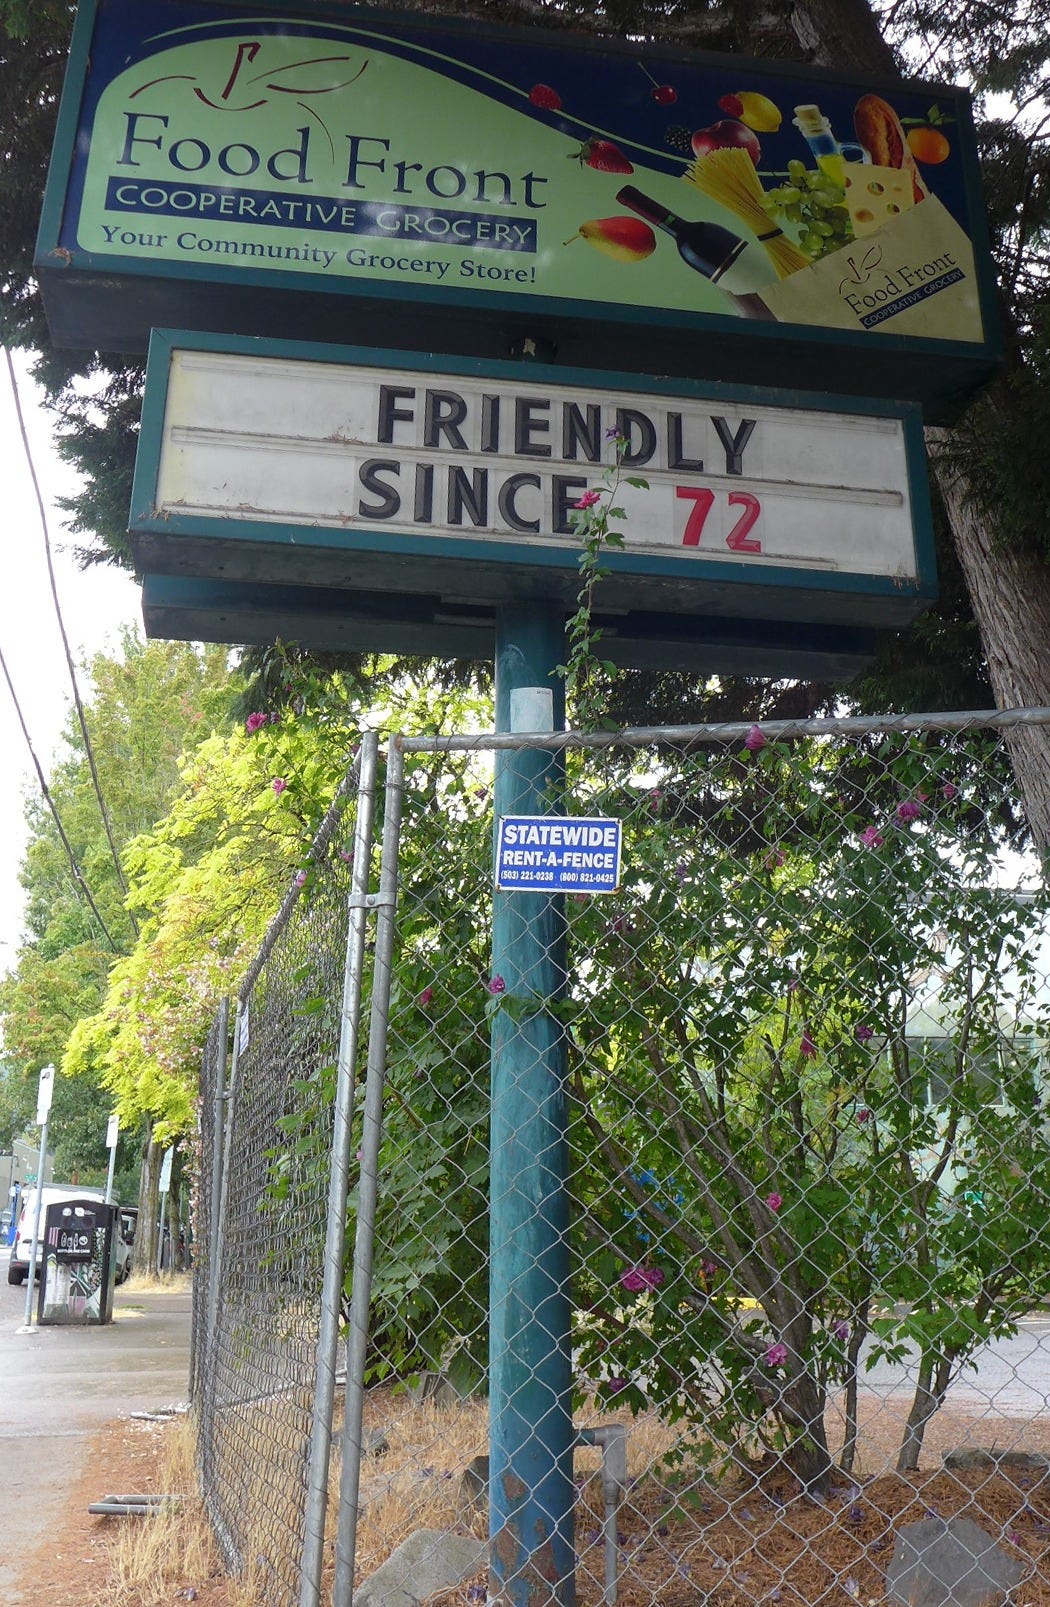 Food Front
COOPERATIVE GROCERY
Your Community Grocery Store!
Food Front
COOPERATIVE GROCERY
FRIENDLY
SINCE 72
STATEWIDE
RENT-A-FENCE
(503) 221-0238 (800) 821-0425